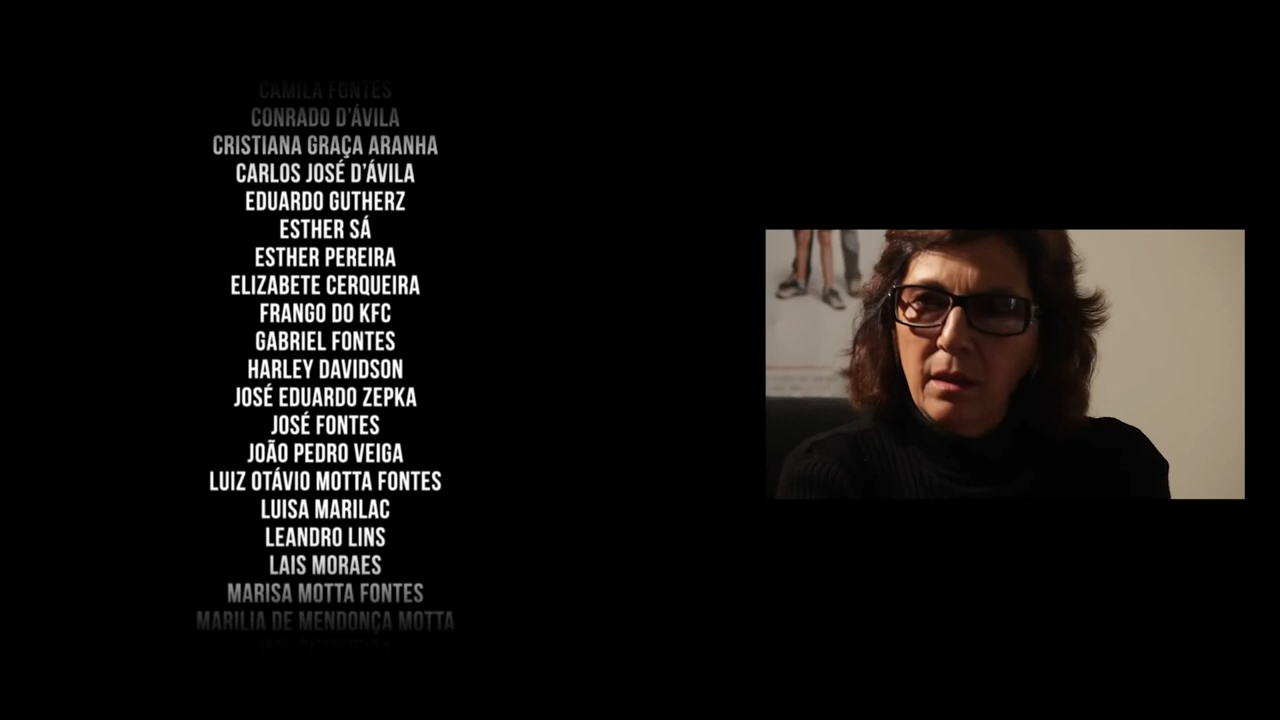 CAMILA FONTES
CONRADO D'ÁVILA
CRISTIANA GRAÇA ARANHA
CARLOS JOSÉ D'ÁVILA
EDUARDO GUTHERZ
ESTHER SÁ
ESTHER PEREIRA
ELIZABETE CERQUEIRA
FRANGO DO KFC
GABRIEL FONTES
HARLEY DAVIDSON
JOSÉ EDUARDO ZEPKA
JOSÉ FONTES
JOÃO PEDRO VEIGA
LUIZ OTÁVIO MOTTA FONTES
LUISA MARILAC
LEANDRO LINS
LAIS MORAES
MARISA MOTTA FONTES
MARILIA DE MENDONÇA MOTTA